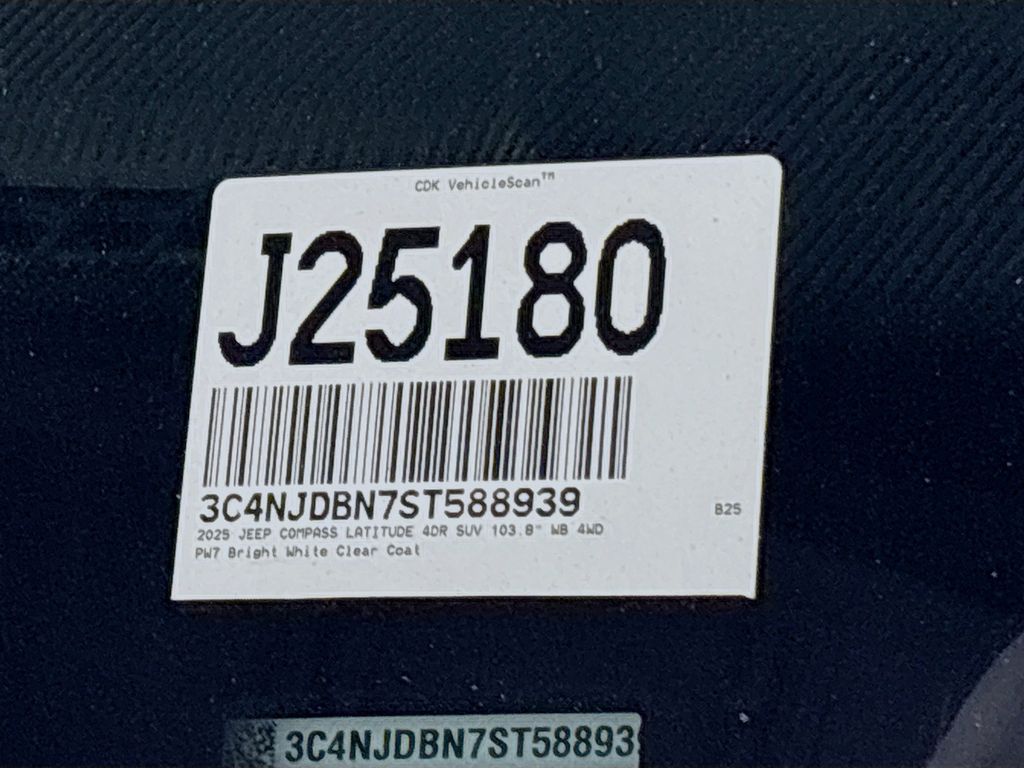 CDK VehicleScan™
J25180
3C4NJDBN7ST588939
B25
2025 JEEP COMPASS LATITUDE 4DR SUV 103.8" WB 4WD
PW7 Bright White Clear Coat
3C4NJDBN7ST58893